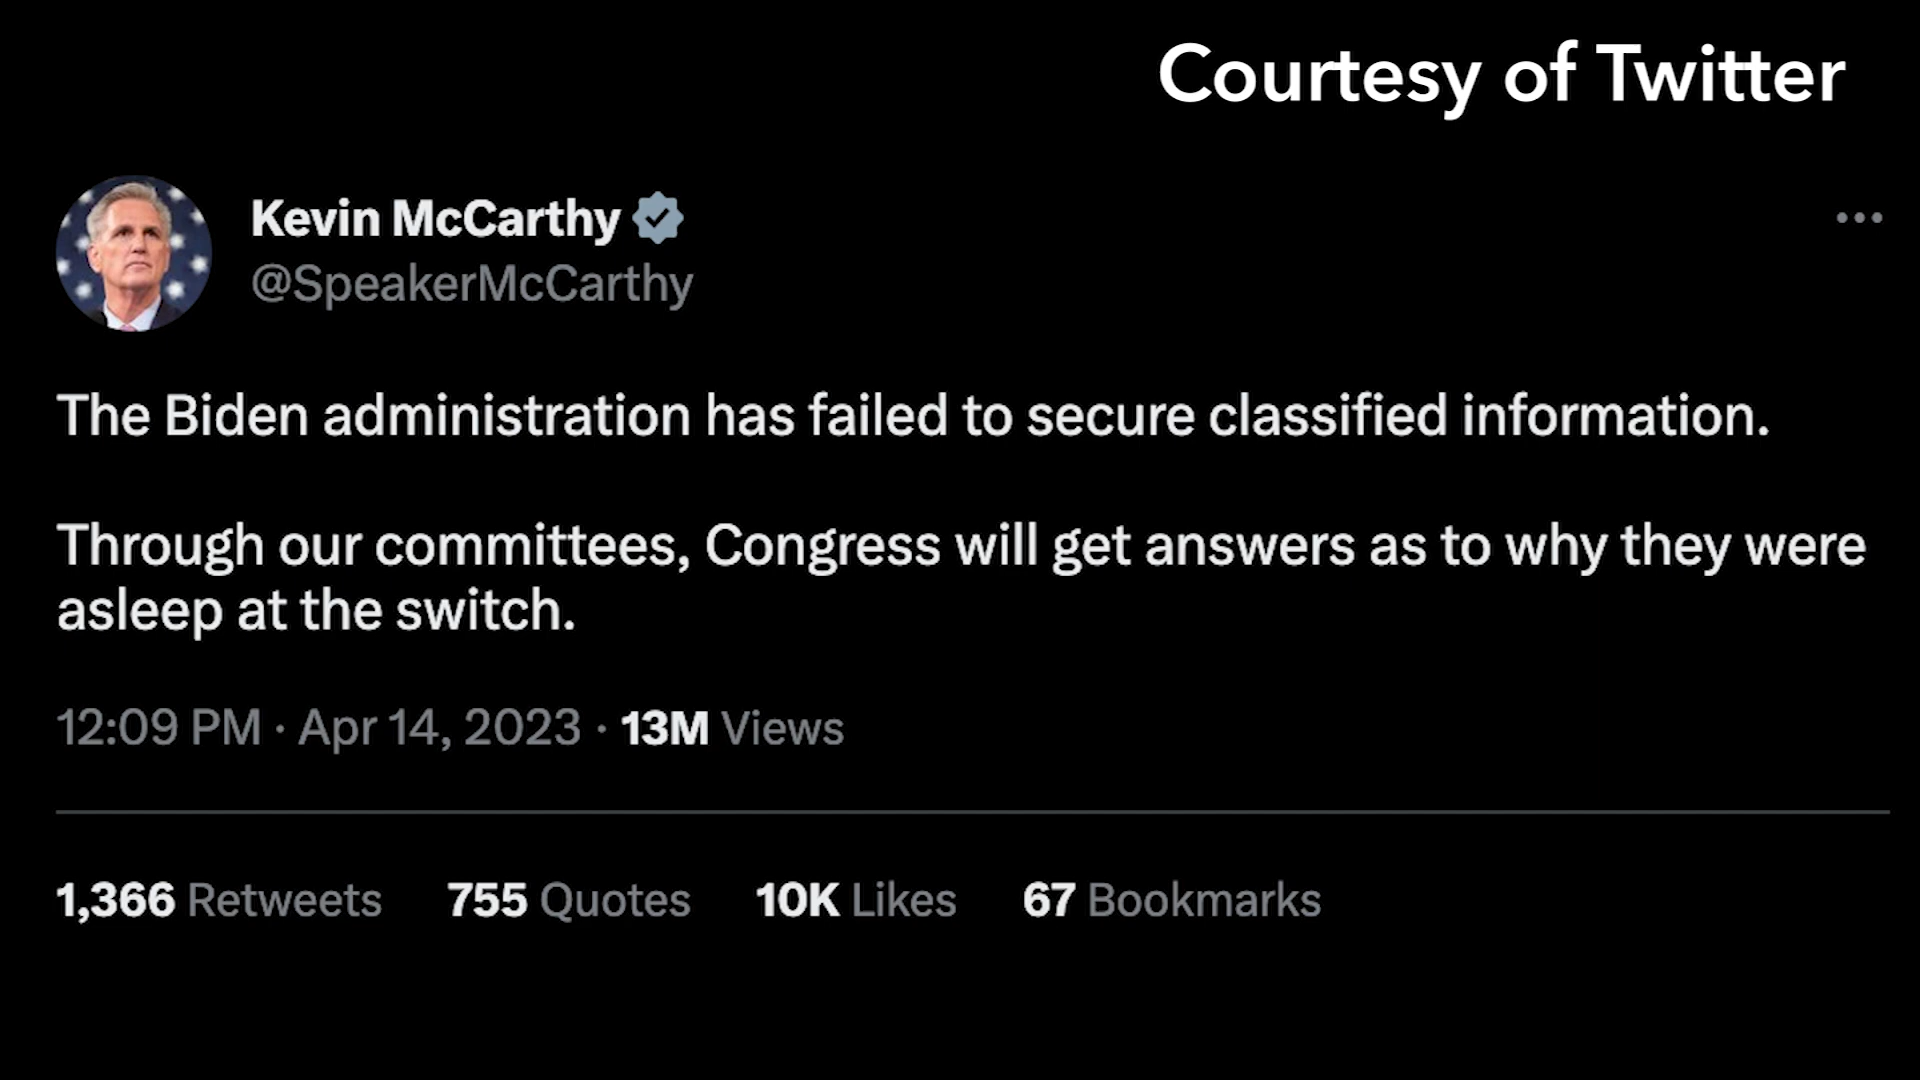 Courtesy of Twitter
Kevin McCarthy
@SpeakerMcCarthy
The Biden administration has failed to secure classified information.
Through our committees, Congress will get answers as to why they were
asleep at the switch.
12:09 PM · Apr 14, 2023 · 13M Views
1,366 Retweets 755 Quotes 10K Likes 67 Bookmarks